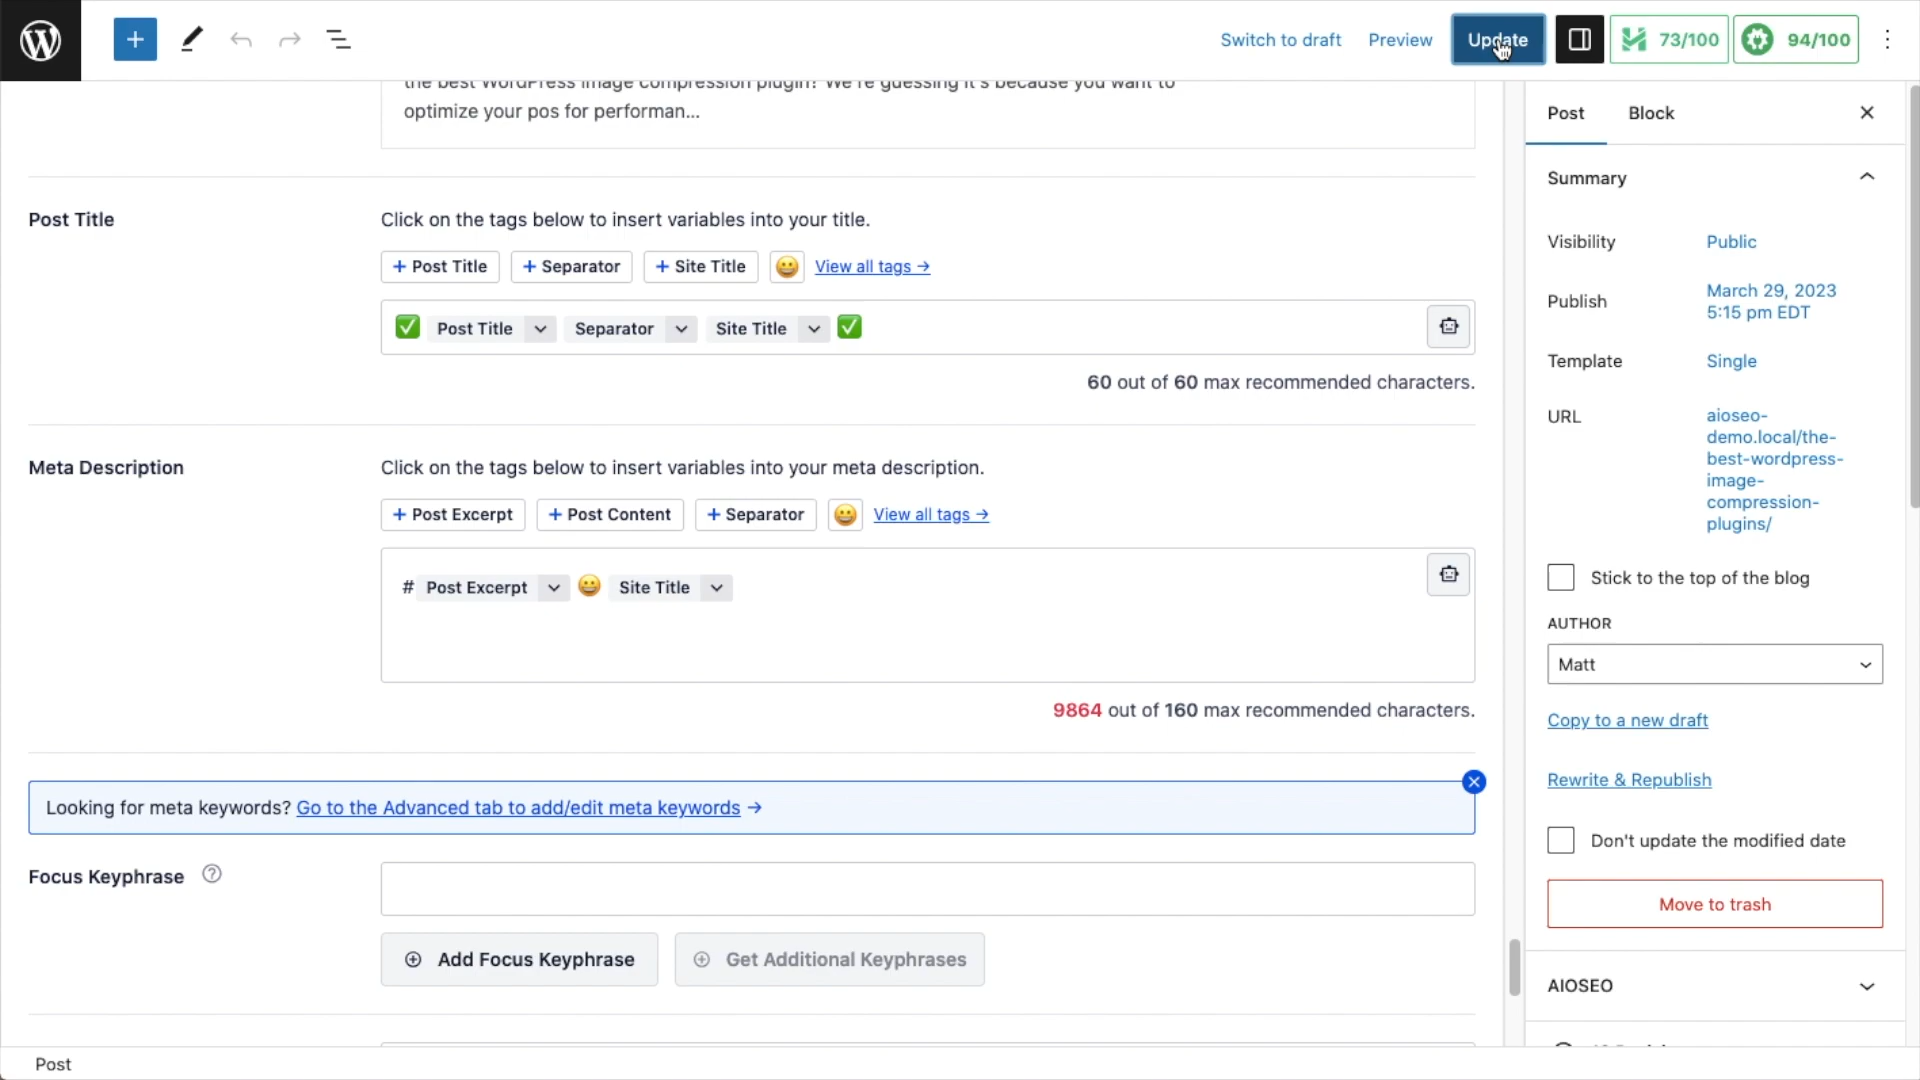 Switch to draft
Preview
Update
73/100
94/100
the best WordPress image compression plugin? We're guessing it's because you want to
optimize your pos for performan...
Post Title
Click on the tags below to insert variables into your title.
+ Post Title
+ Separator
+ Site Title
View all tags →
Post Title
Separator
Site Title
60 out of 60 max recommended characters.
Meta Description
Click on the tags below to insert variables into your meta description.
+ Post Excerpt
+ Post Content
+ Separator
View all tags →
# Post Excerpt
Site Title
9864 out of 160 max recommended characters.
Looking for meta keywords? Go to the Advanced tab to add/edit meta keywords →
Focus Keyphrase
Add Focus Keyphrase
Get Additional Keyphrases
Post
Post
Block
Summary
Visibility
Public
Publish
March 29, 2023
5:15 pm EDT
Template
Single
URL
aioseo-
demo.local/the-
best-wordpress-
image-
compression-
plugins/
Stick to the top of the blog
AUTHOR
Matt
Copy to a new draft
Rewrite & Republish
Don't update the modified date
Move to trash
AIOSEO